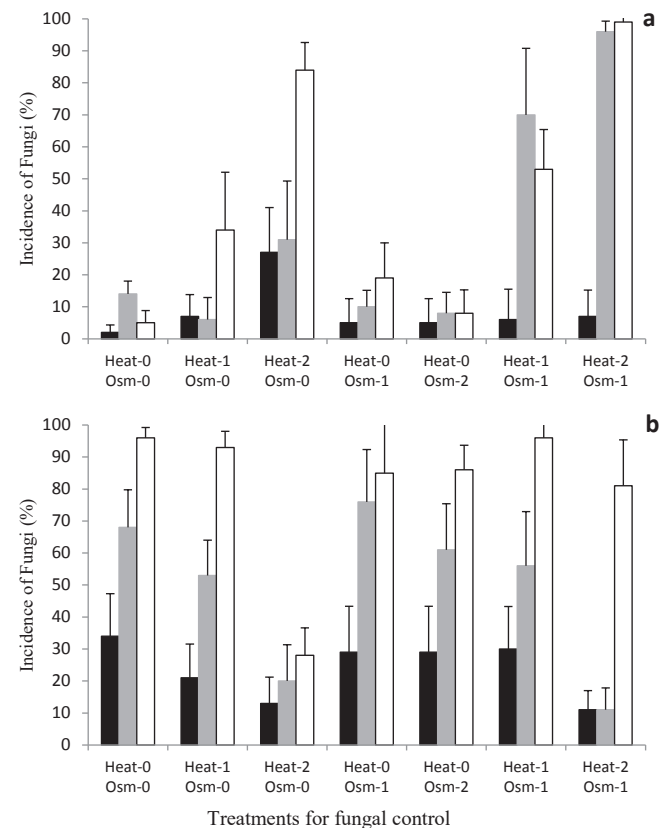 a
Incidence of Fungi (%)
100
90
80
70
60
50
40
30
20
10
0
Heat-0 Heat-1 Heat-2 Heat-0 Heat-0 Heat-1 Heat-2
Osm-0 Osm-0 Osm-0 Osm-1 Osm-2 Osm-1 Osm-1
b
Incidence of Fungi (%)
100
90
80
70
60
50
40
30
20
10
0
Heat-0 Heat-1 Heat-2 Heat-0 Heat-0 Heat-1 Heat-2
Osm-0 Osm-0 Osm-0 Osm-1 Osm-2 Osm-1 Osm-1
Treatments for fungal control